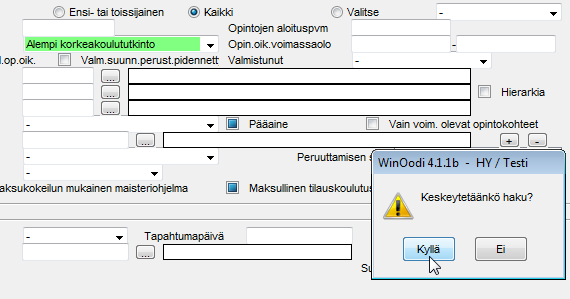 Ensi- tai toissijainen Kaikki Valitse -
Opintojen aloituspvm
Alempi korkeakoulututkinto Opin.oik.voimassaolo -
l.op.oik. Valm.suunn.perust.pidennett Valmistunut -
...
... Hierarkia
...
- Pääaine Vain voim. olevat opintokohteet
... + -
- Peruuttamisen s
-
aksukokeilun mukainen maisteriohjelma Maksullinen tilauskoulutus
WinOodi 4.1.1b - HY / Testi
Keskeytetäänkö haku?
Kyllä Ei
- Tapahtumapäivä
...
Su